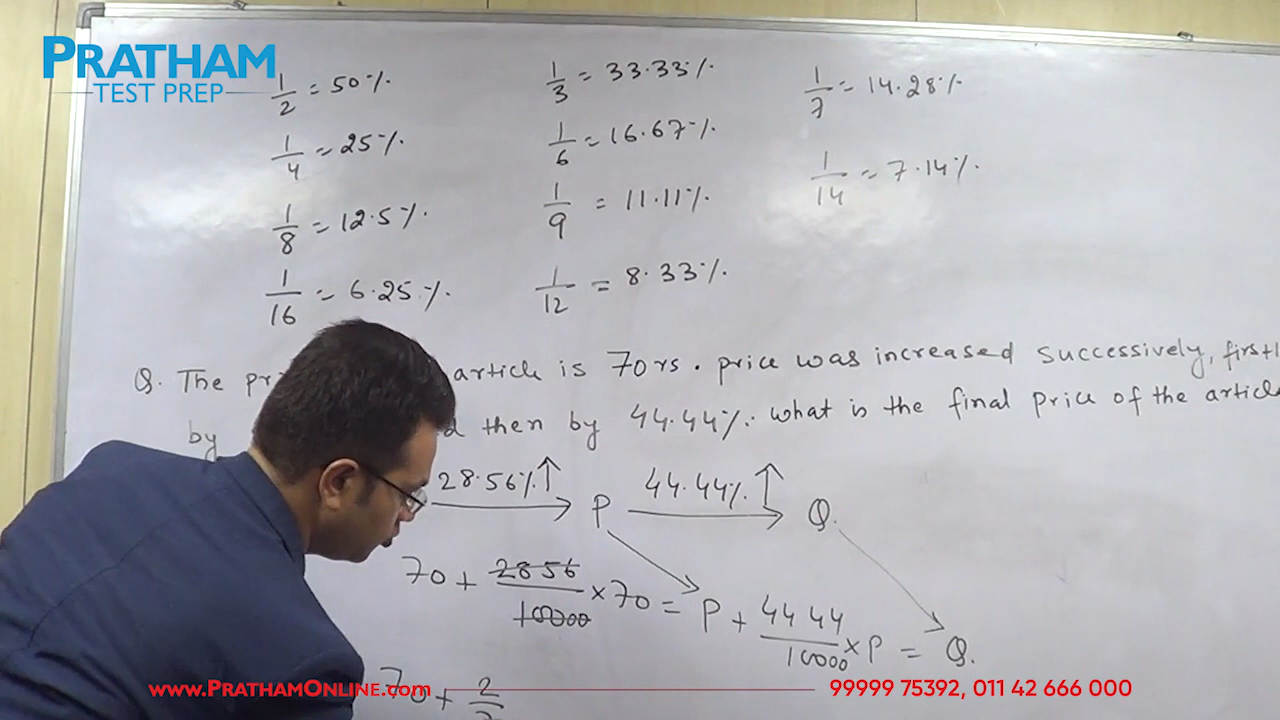 PRATHAM
TEST PREP
1/2 = 50%
1/3 = 33.33%
1/7 = 14.28%
1/4 = 25%
1/6 = 16.67%
1/14 = 7.14%
1/8 = 12.5%
1/9 = 11.11%
1/16 = 6.25%
1/12 = 8.33%
Q. The article is 70 rs. price was increased successively,
by then by 44.44%. what is the final price of the
28.56%↑ P 44.44%↑ Q.
70 + 2856/10000 × 70 = P + 4444/10000 × P = Q.
70 + 2
www.PRATHAMONLINE.com 99999 75392, 011 42 666 000